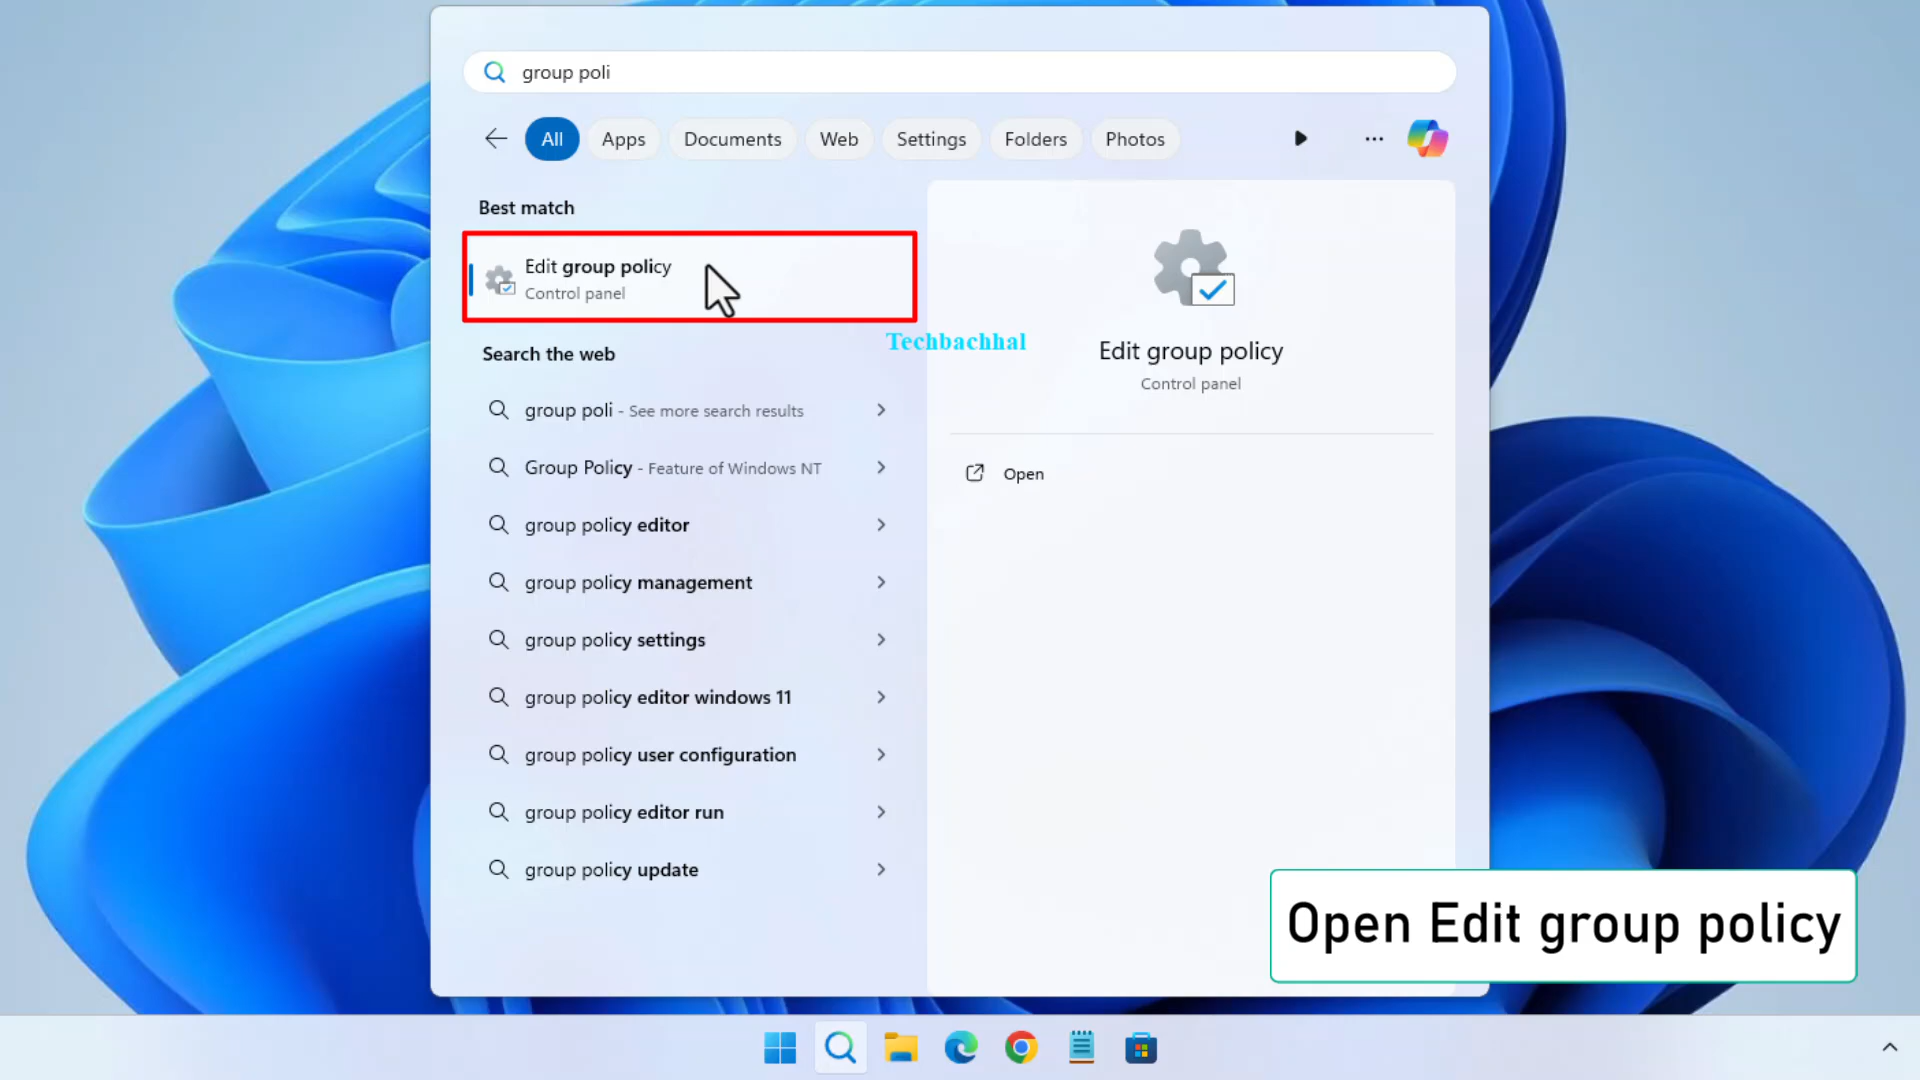 group poli
All Apps Documents Web Settings Folders Photos
Best match
Edit group policy
Control panel
Search the web
group poli - See more search results
Group Policy - Feature of Windows NT
group policy editor
group policy management
group policy settings
group policy editor windows 11
group policy user configuration
group policy editor run
group policy update
Techbachhal
Edit group policy
Control panel
Open
Open Edit group policy